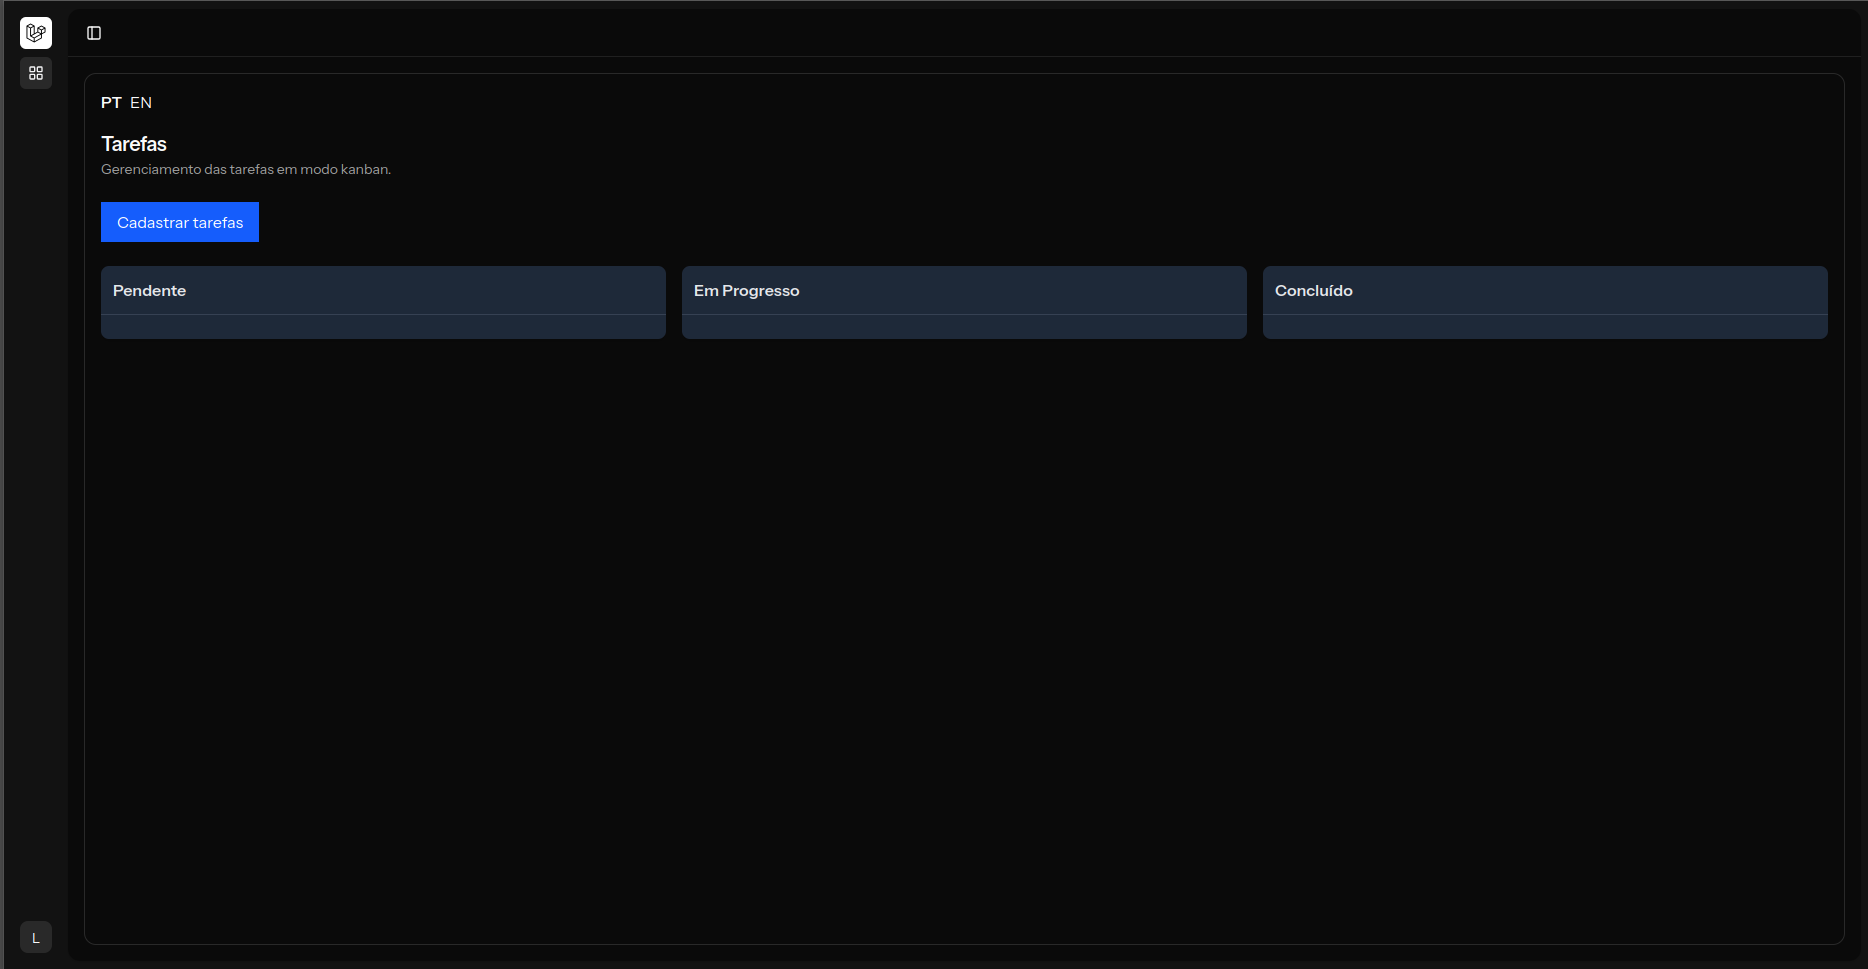 PT EN
Tarefas
Gerenciamento das tarefas em modo kanban.
Cadastrar tarefas
Pendente
Em Progresso
Concluído
L